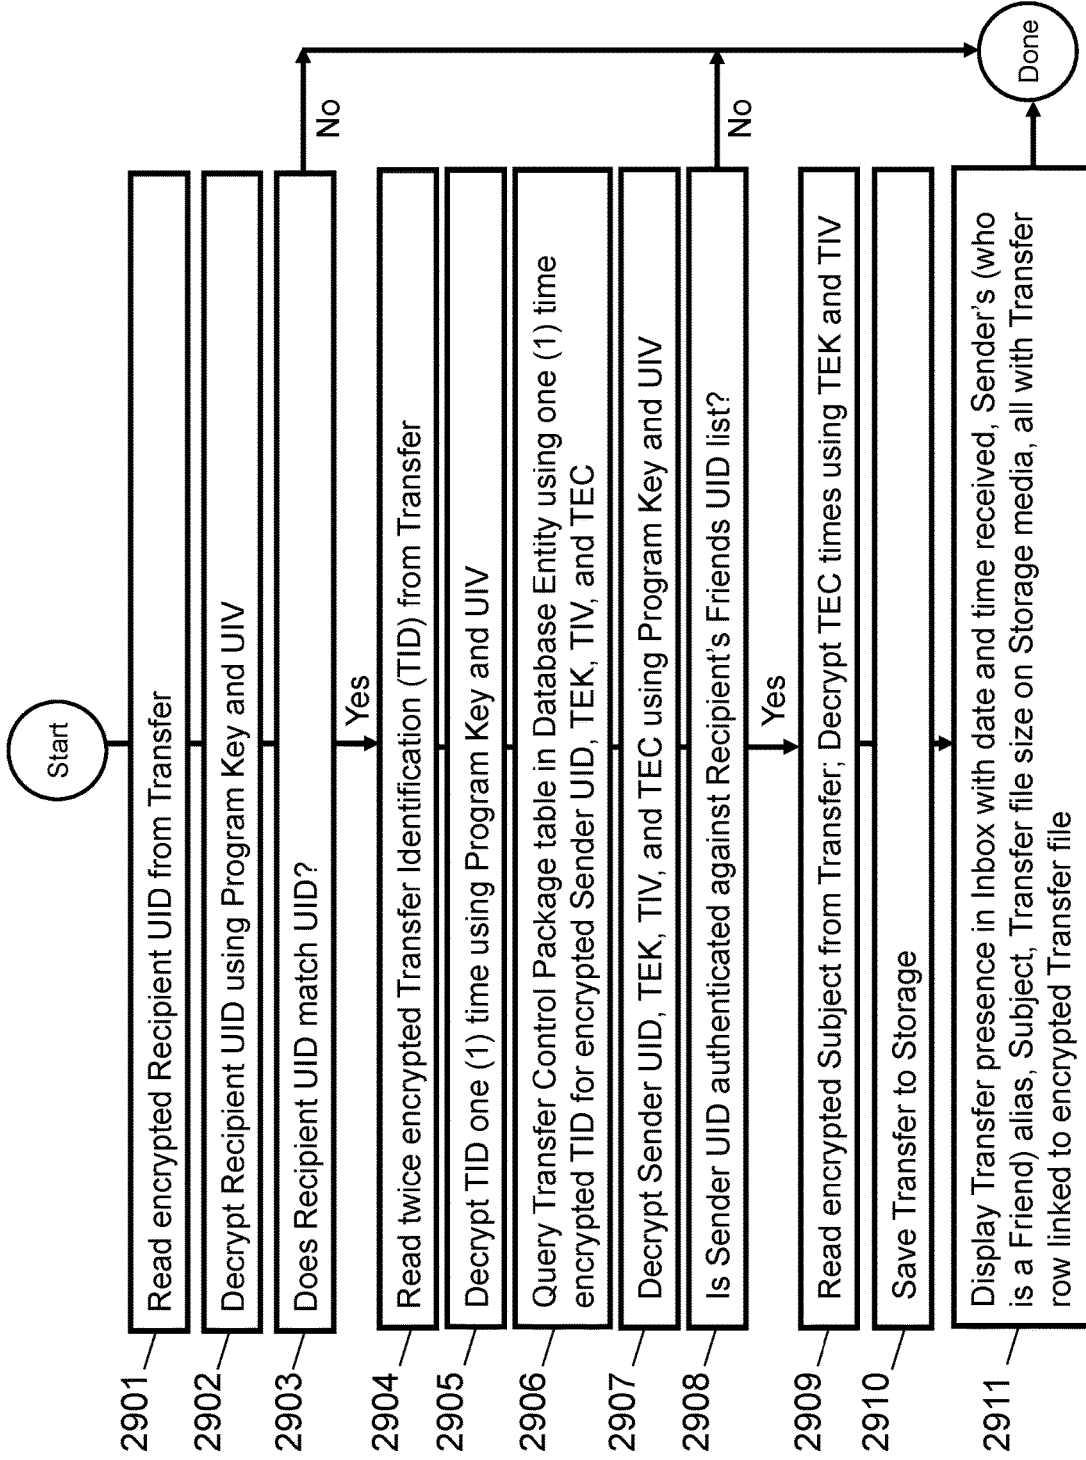 Start
2901
Read encrypted Recipient UID from Transfer
2902
Decrypt Recipient UID using Program Key and UIV
2903
Does Recipient UID match UID?
No
Yes
2904
Read twice encrypted Transfer Identification (TID) from Transfer
2905
Decrypt TID one (1) time using Program Key and UIV
2906
Query Transfer Control Package table in Database Entity using one (1) time
encrypted TID for encrypted Sender UID, TEK, TIV, and TEC
2907
Decrypt Sender UID, TEK, TIV, and TEC using Program Key and UIV
2908
Is Sender UID authenticated against Recipient's Friends UID list?
No
Yes
2909
Read encrypted Subject from Transfer; Decrypt TEC times using TEK and TIV
2910
Save Transfer to Storage
2911
Display Transfer presence in Inbox with date and time received, Sender's (who
is a Friend) alias, Subject, Transfer file size on Storage media, all with Transfer
row linked to encrypted Transfer file
Done